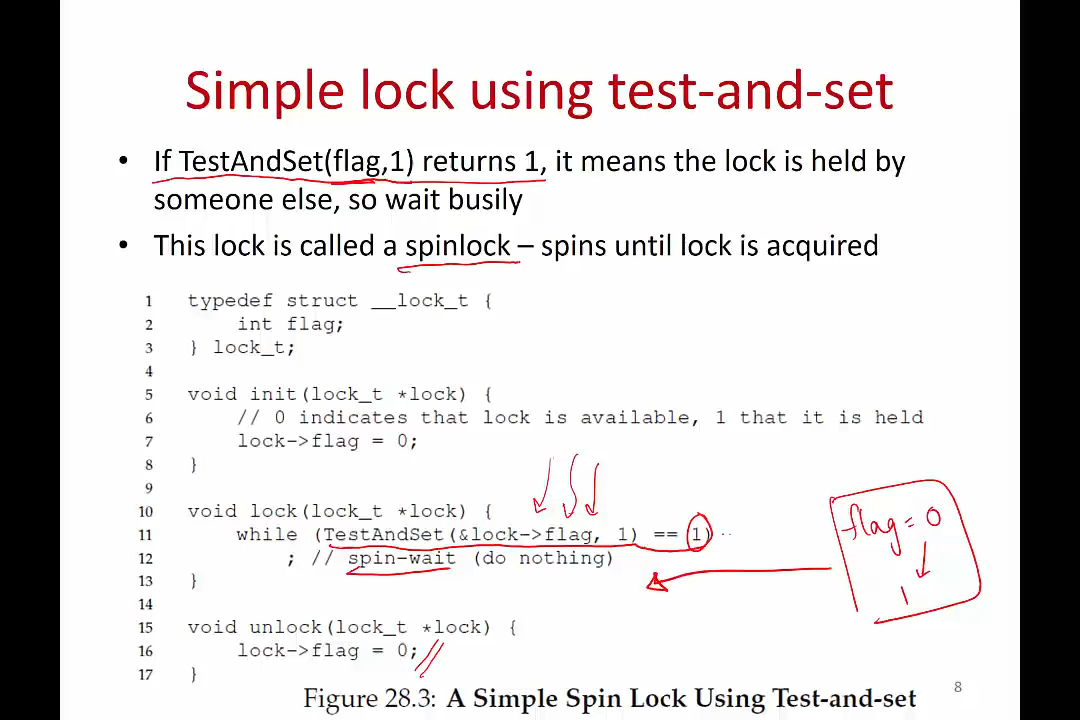 Simple lock using test-and-set
• If TestAndSet(flag,1) returns 1, it means the lock is held by
someone else, so wait busily
• This lock is called a spinlock – spins until lock is acquired
1 typedef struct __lock_t {
2 int flag;
3 } lock_t;
4
5 void init(lock_t *lock) {
6 // 0 indicates that lock is available, 1 that it is held
7 lock->flag = 0;
8 }
9
10 void lock(lock_t *lock) {
11 while (TestAndSet(&lock->flag, 1) == 1)
12 ; // spin-wait (do nothing)
13 }
14
15 void unlock(lock_t *lock) {
16 lock->flag = 0;
17 }
flag = 0
1
Figure 28.3: A Simple Spin Lock Using Test-and-set
8